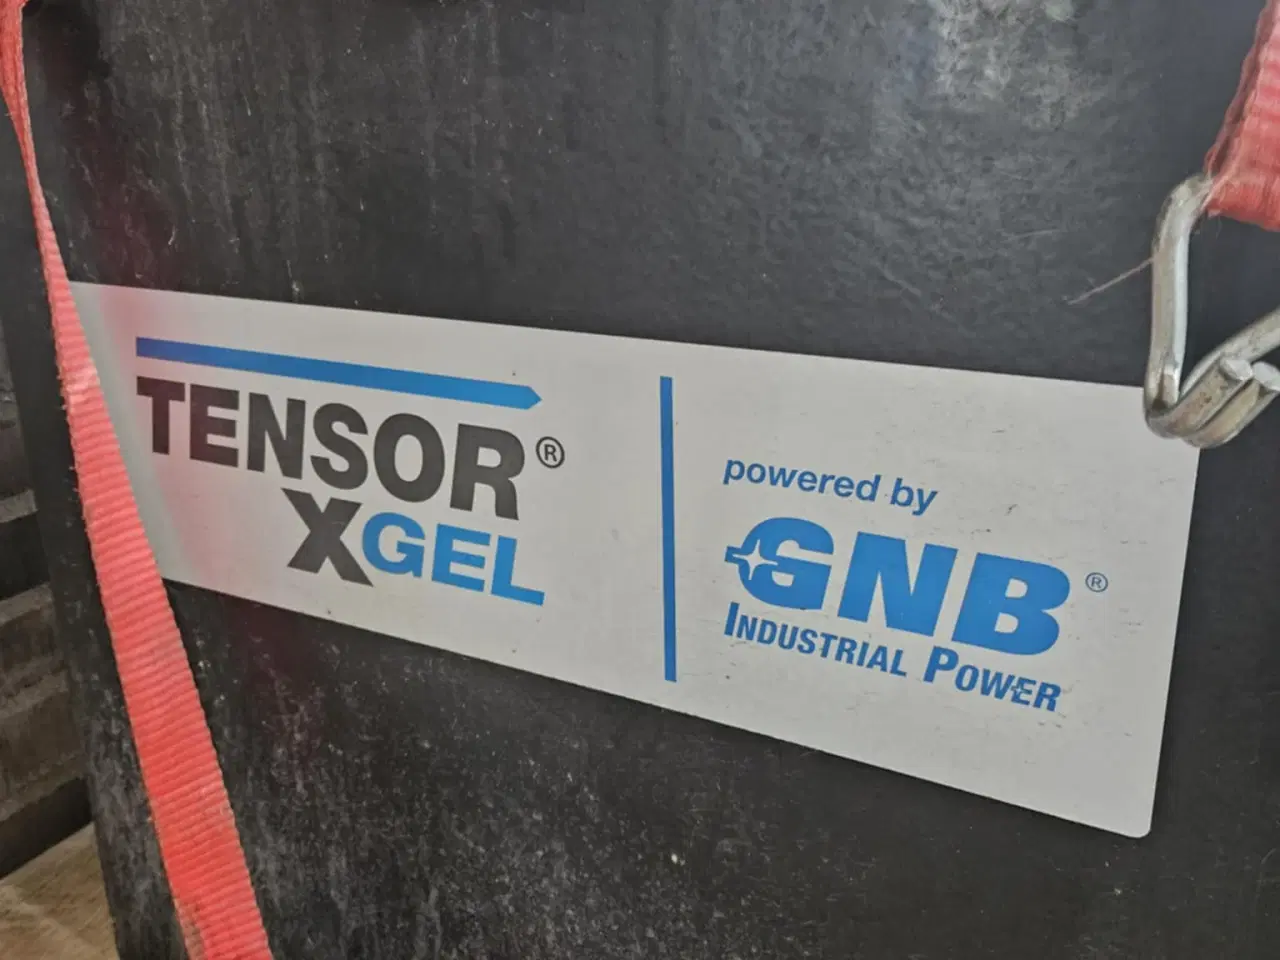 TENSOR®
XGEL
powered by
GNB®
INDUSTRIAL POWER